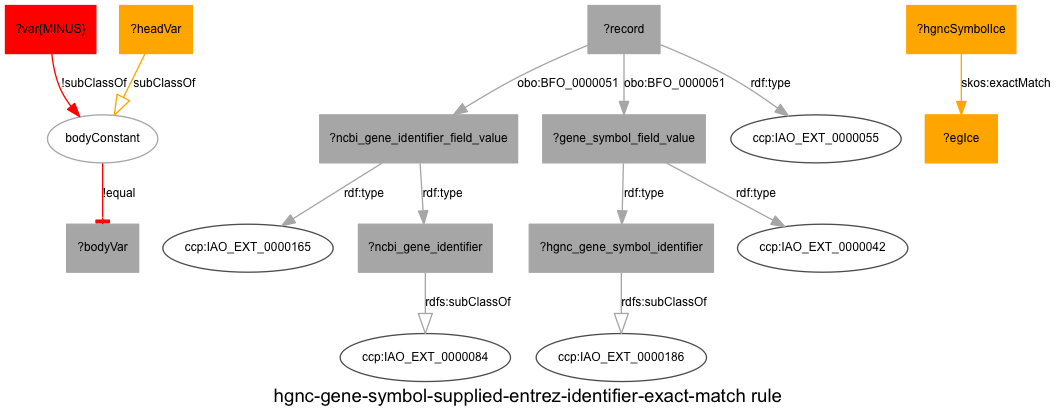 ?var{MINUS}
?headVar
?record
?hgncSymbolIce
!subClassOf
subClassOf
obo:BFO_0000051
obo:BFO_0000051
rdf:type
skos:exactMatch
bodyConstant
?ncbi_gene_identifier_field_value
?gene_symbol_field_value
ccp:IAO_EXT_0000055
?egIce
!equal
rdf:type
rdf:type
rdf:type
rdf:type
?bodyVar
ccp:IAO_EXT_0000165
?ncbi_gene_identifier
?hgnc_gene_symbol_identifier
ccp:IAO_EXT_0000042
rdfs:subClassOf
rdfs:subClassOf
ccp:IAO_EXT_0000084
ccp:IAO_EXT_0000186
hgnc-gene-symbol-supplied-entrez-identifier-exact-match rule